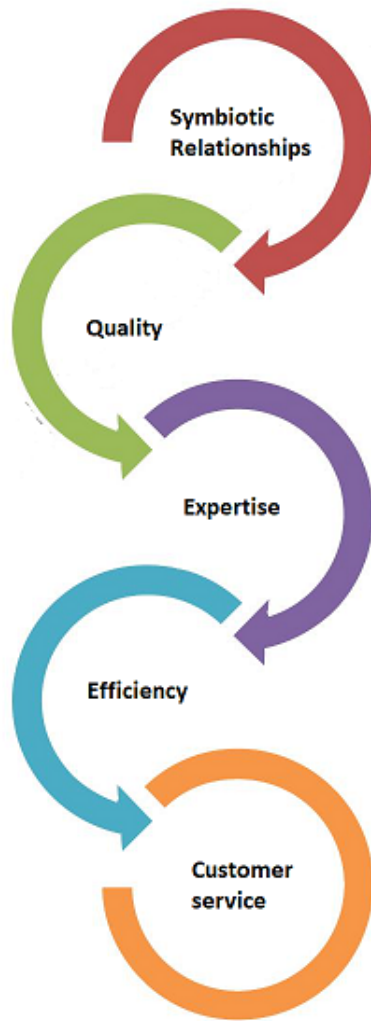 Symbiotic
Relationships
Quality
Expertise
Efficiency
Customer
service